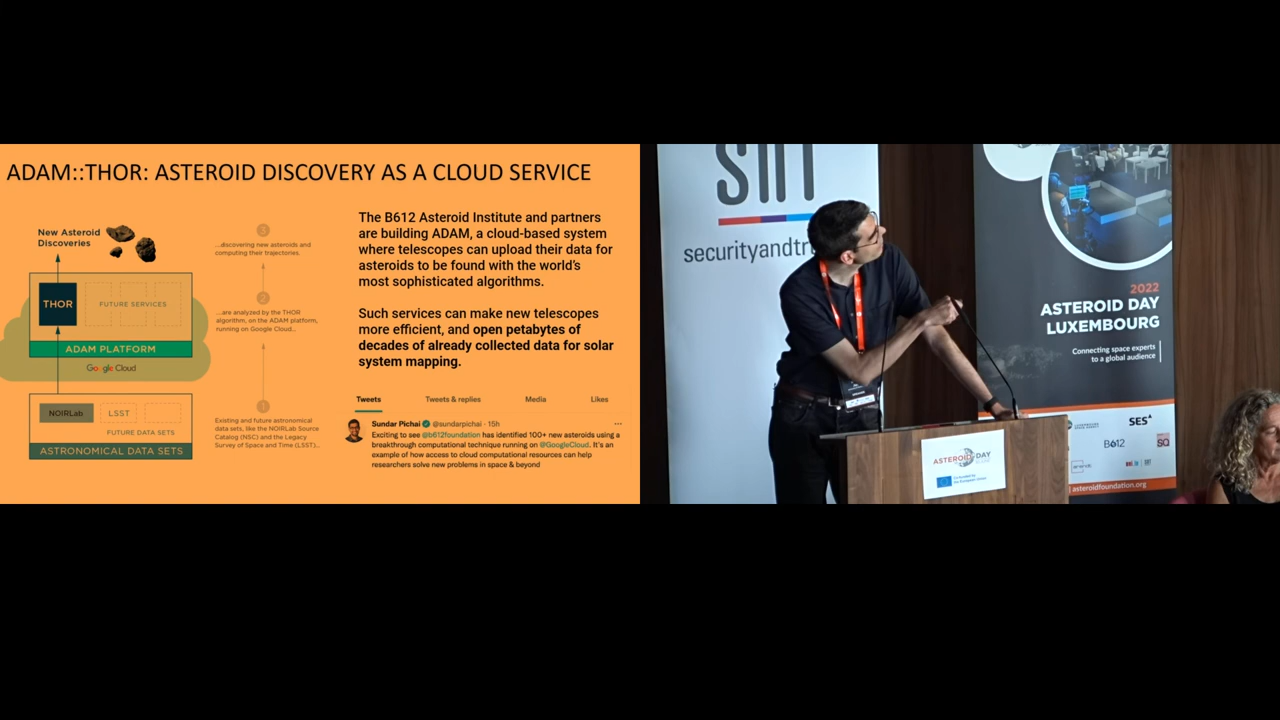 ADAM::THOR: ASTEROID DISCOVERY AS A CLOUD SERVICE
New Asteroid
Discoveries
THOR
FUTURE SERVICES
ADAM PLATFORM
Google Cloud
NOIRLab
LSST
FUTURE DATA SETS
ASTRONOMICAL DATA SETS
3
...discovering new asteroids and
computing their trajectories.
2
...are analyzed by the THOR
algorithm, on the ADAM platform,
running on Google Cloud...
1
Existing and future astronomical
data sets, like the NOIRLab Source
Catalog (NSC) and the Legacy
Survey of Space and Time (LSST)...
The B612 Asteroid Institute and partners
are building ADAM, a cloud-based system
where telescopes can upload their data for
asteroids to be found with the world's
most sophisticated algorithms.
Such services can make new telescopes
more efficient, and open petabytes of
decades of already collected data for solar
system mapping.
Tweets
Tweets & replies
Media
Likes
Sundar Pichai @sundarpichai · 15h
Exciting to see @b612foundation has identified 100+ new asteroids using a
breakthrough computational technique running on @GoogleCloud. It's an
example of how access to cloud computational resources can help
researchers solve new problems in space & beyond
securityandtr
2022
ASTEROID DAY
LUXEMBOURG
Connecting space experts
to a global audience
SES
B612
asteroidfoundation.org
ASTEROID DAY
Co-funded by
the European Union